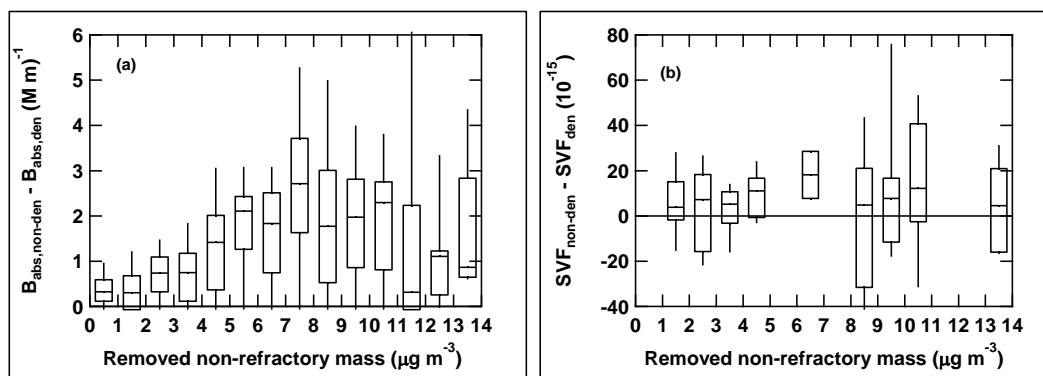 (a)
B_abs,non-den - B_abs,den (M m)^-1
6
5
4
3
2
1
0
0 1 2 3 4 5 6 7 8 9 10 11 12 13 14
Removed non-refractory mass (μg m^-3)
(b)
SVF_non-den - SVF_den (10^-15)
80
60
40
20
0
-20
-40
0 1 2 3 4 5 6 7 8 9 10 11 12 13 14
Removed non-refractory mass (μg m^-3)